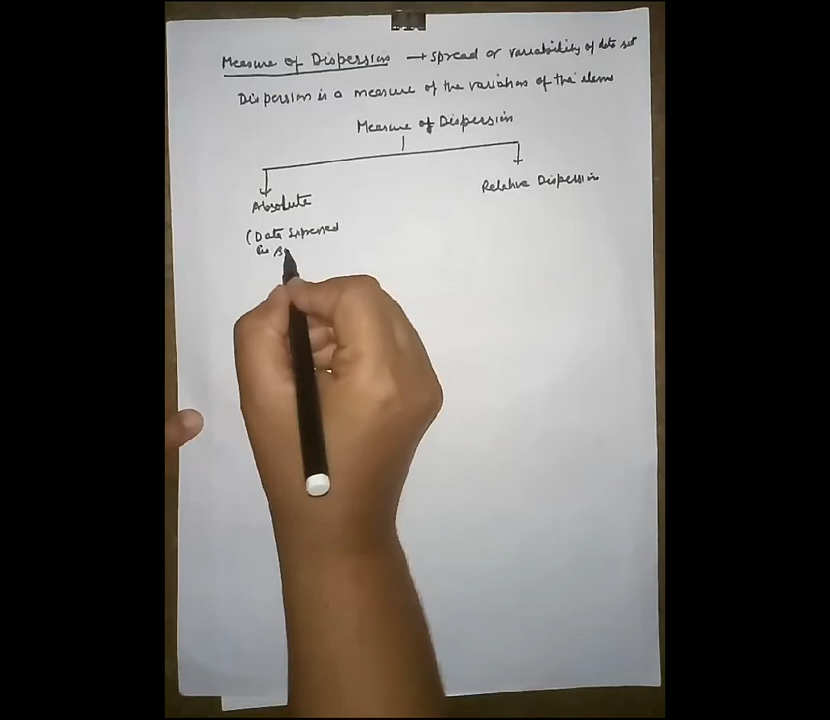 Measure of Dispersion → Spread or variability of data set
Dispersion is a measure of the variation of the items
Measure of Dispersion
Absolute
Relative Dispersion
(Data Expressed
in